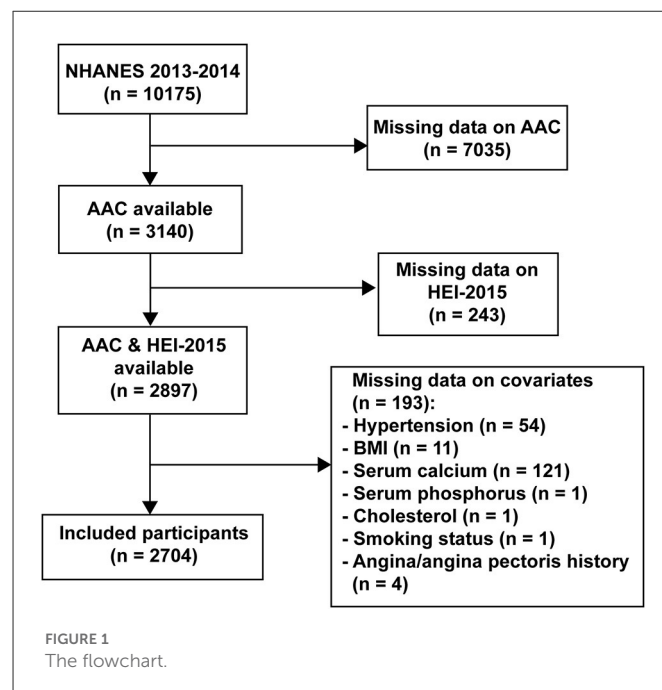 NHANES 2013-2014
(n = 10175)
Missing data on AAC
(n = 7035)
AAC available
(n = 3140)
Missing data on
HEI-2015
(n = 243)
AAC & HEI-2015
available
(n = 2897)
Missing data on covariates
(n = 193):
- Hypertension (n = 54)
- BMI (n = 11)
- Serum calcium (n = 121)
- Serum phosphorus (n = 1)
- Cholesterol (n = 1)
- Smoking status (n = 1)
- Angina/angina pectoris history
(n = 4)
Included participants
(n = 2704)
FIGURE 1
The flowchart.